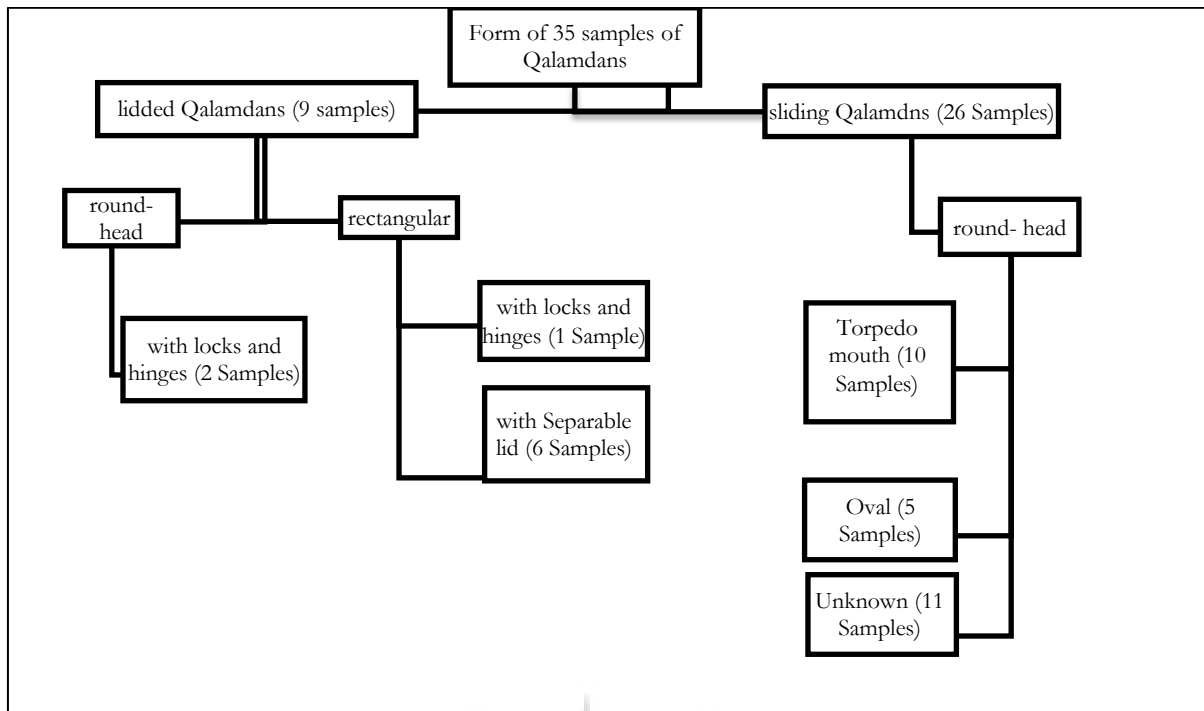 Form of 35 samples of
Qalamdans
lidded Qalamdans (9 samples)
sliding Qalamdns (26 Samples)
round-
head
rectangular
round- head
with locks and
hinges (2 Samples)
with locks and
hinges (1 Sample)
with Separable
lid (6 Samples)
Torpedo
mouth (10
Samples)
Oval (5
Samples)
Unknown (11
Samples)